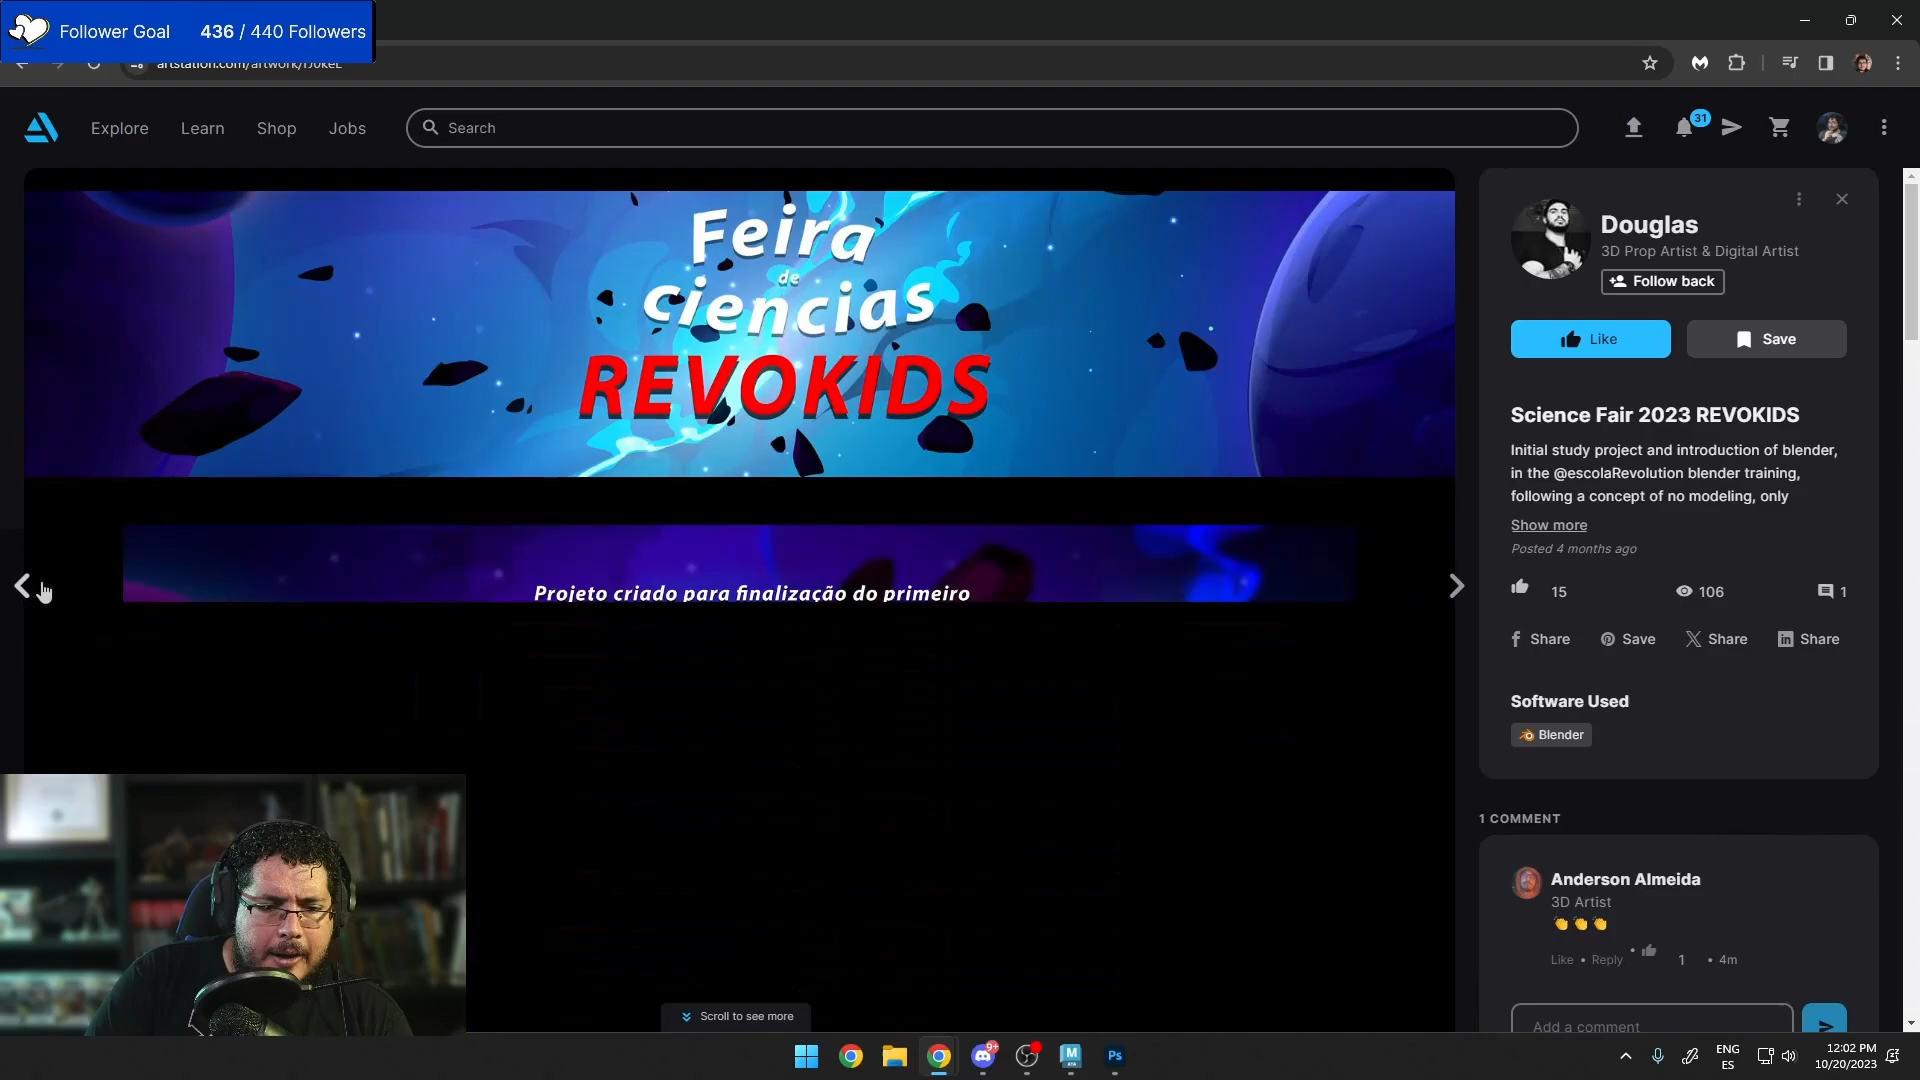 Follower Goal 436 / 440 Followers
Explore Learn Shop Jobs Search 31
Feira
de
ciencias
REVOKIDS
Projeto criado para finalização do primeiro
Scroll to see more
Douglas
3D Prop Artist & Digital Artist
Follow back
Like Save
Science Fair 2023 REVOKIDS
Initial study project and introduction of blender,
in the @escolaRevolution blender training,
following a concept of no modeling, only
Show more
Posted 4 months ago
15 106 1
Share Save Share Share
Software Used
Blender
1 COMMENT
Anderson Almeida
3D Artist
👏👏👏
Like • Reply • 1 • 4m
Add a comment
9+ M Ps
ENG
ES
12:02 PM
10/20/2023